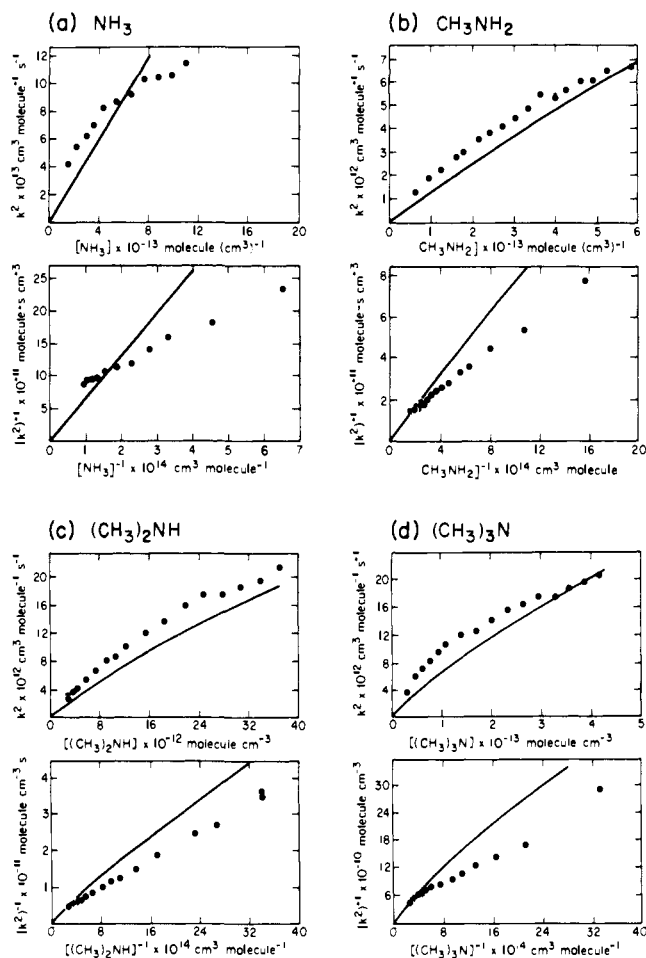 (a) NH3
(b) CH3NH2
k² x 10¹³ cm³ molecule⁻¹ s⁻¹
12
10
8
6
4
2
0 4 8 12 16 20
[NH3] x 10⁻¹³ molecule (cm³)⁻¹
k² x 10¹² cm³ molecule⁻¹ s⁻¹
7
6
5
4
3
2
1
0 1 2 3 4 5 6
CH3NH2] x 10⁻¹³ molecule (cm³)⁻¹
(k²)⁻¹ x 10⁻¹¹ molecule·s cm⁻³
25
20
15
10
5
0 1 2 3 4 5 6 7
[NH3]⁻¹ x 10¹⁴ cm³ molecule⁻¹
(k²)⁻¹ x 10⁻¹¹ molecule·s cm⁻³
8
6
4
2
0 4 8 12 16 20
CH3NH2]⁻¹ x 10¹⁴ cm³ molecule
(c) (CH3)2NH
(d) (CH3)3N
k² x 10¹² cm³ molecule⁻¹ s⁻¹
20
16
12
8
4
0 8 16 24 32 40
[(CH3)2NH] x 10⁻¹² molecule cm⁻³
k² x 10¹² cm³ molecule⁻¹ s⁻¹
20
16
12
8
4
0 1 2 3 4 5
[(CH3)3N] x 10⁻¹³ molecule cm⁻³
(k²)⁻¹ x 10⁻¹¹ molecule cm⁻³ s
4
3
2
1
0 8 16 24 32 40
[(CH3)2NH]⁻¹ x 10¹⁴ cm³ molecule⁻¹
(k²)⁻¹ x 10⁻¹⁰ molecule cm⁻³ s
36
30
24
18
12
6
0 8 16 24 32 40
[(CH3)3N]⁻¹ x 10⁻⁴ cm³ molecule⁻¹